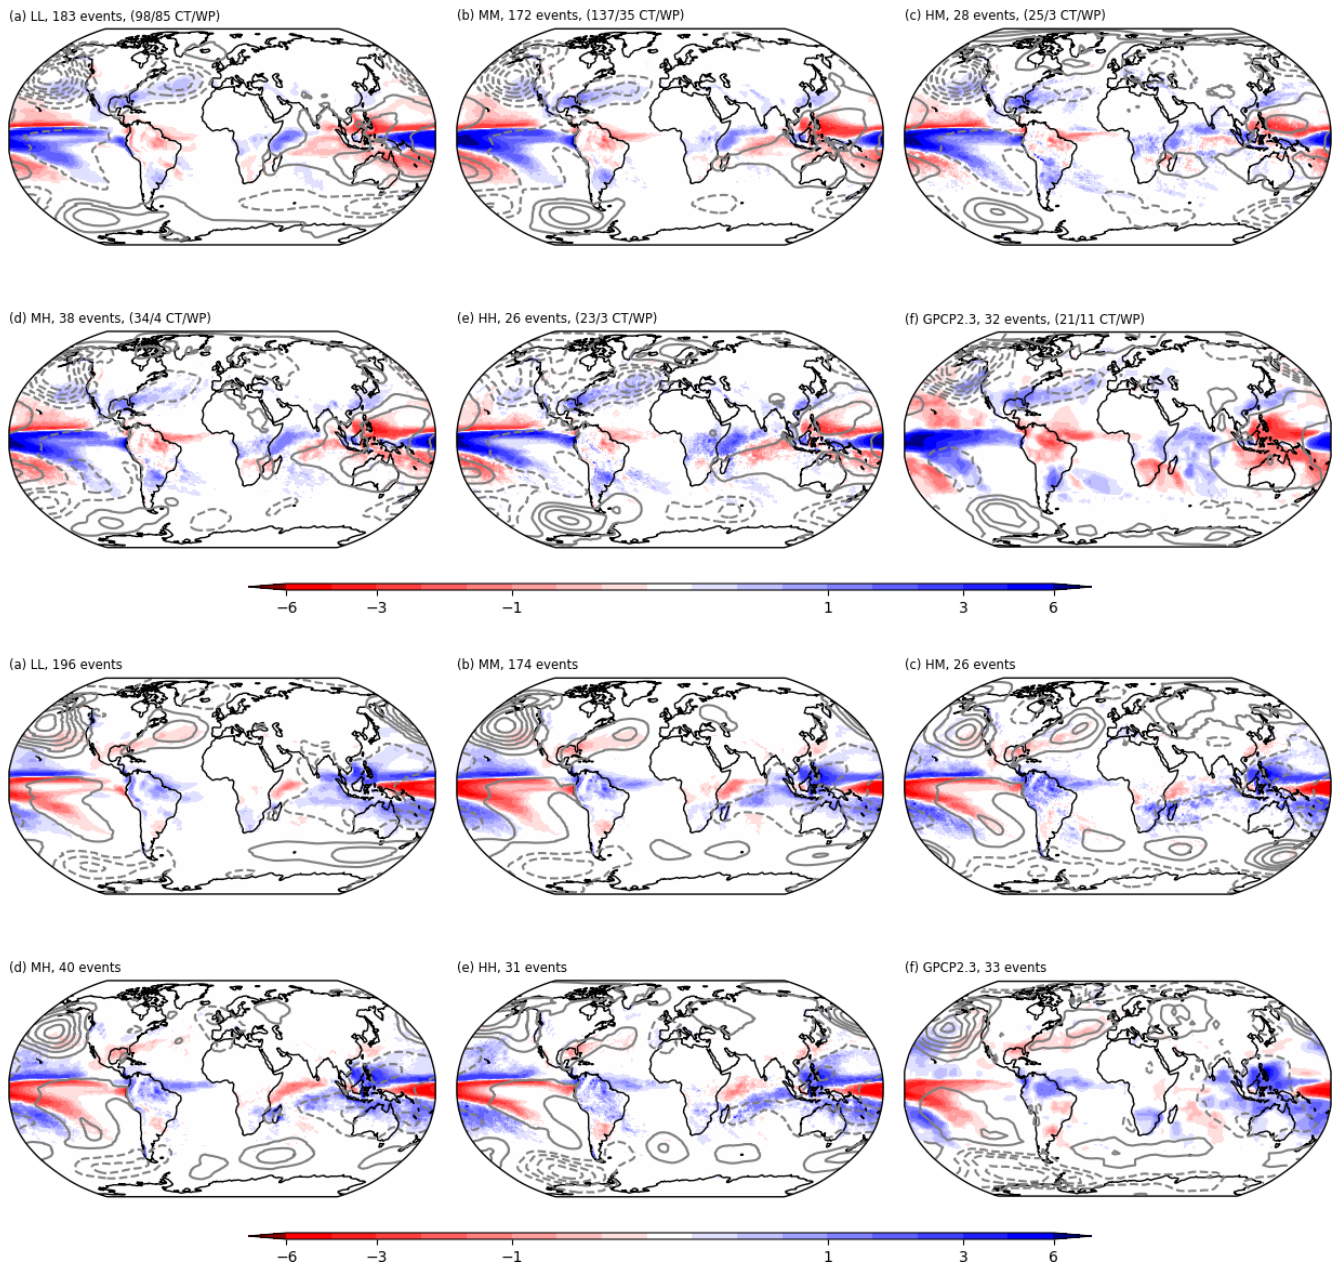 (a) LL, 183 events, (98/85 CT/WP)
(b) MM, 172 events, (137/35 CT/WP)
(c) HM, 28 events, (25/3 CT/WP)
(d) MH, 38 events, (34/4 CT/WP)
(e) HH, 26 events, (23/3 CT/WP)
(f) GPCP2.3, 32 events, (21/11 CT/WP)
−6 −3 −1 1 3 6
(a) LL, 196 events
(b) MM, 174 events
(c) HM, 26 events
(d) MH, 40 events
(e) HH, 31 events
(f) GPCP2.3, 33 events
−6 −3 −1 1 3 6